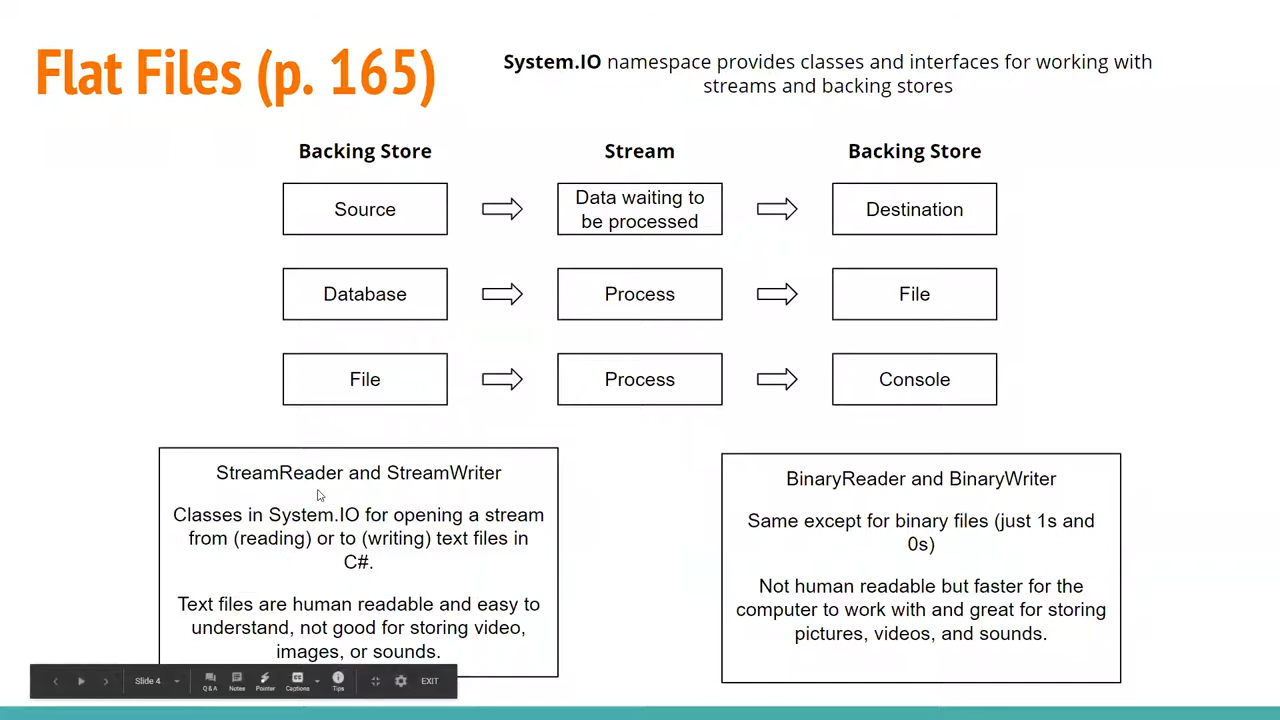 Flat Files (p. 165)
System.IO namespace provides classes and interfaces for working with
streams and backing stores
Backing Store
Stream
Backing Store
Source
Data waiting to
be processed
Destination
Database
Process
File
File
Process
Console
StreamReader and StreamWriter
Classes in System.IO for opening a stream
from (reading) or to (writing) text files in
C#.
Text files are human readable and easy to
understand, not good for storing video,
images, or sounds.
BinaryReader and BinaryWriter
Same except for binary files (just 1s and
0s)
Not human readable but faster for the
computer to work with and great for storing
pictures, videos, and sounds.
Slide 4
Q & A
Notes
Pointer
CC
Captions
Tips
EXIT